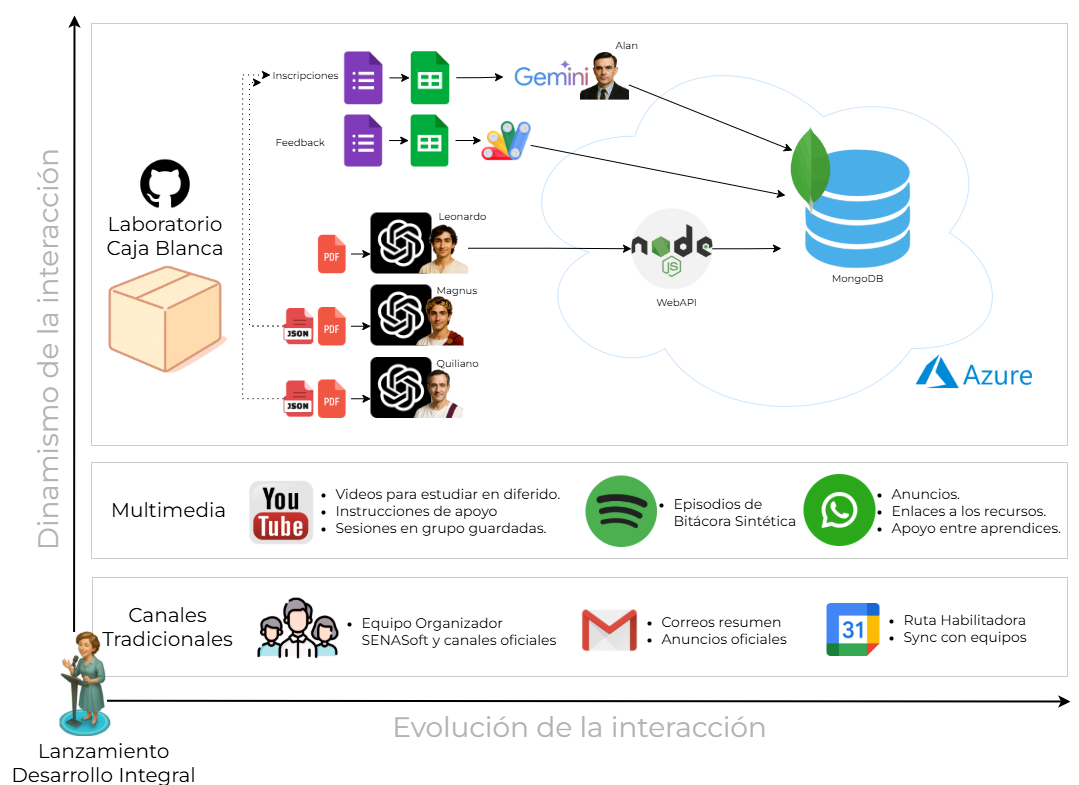 Dinamismo de la interacción
Laboratorio
Caja Blanca
Inscripciones
Gemini
Alan
Feedback
Leonardo
PDF
node
JS
WebAPI
MongoDB
Magnus
JSON
PDF
Quiliano
JSON
PDF
Azure
Multimedia
You
Tube
• Videos para estudiar en diferido.
• Instrucciones de apoyo
• Sesiones en grupo guardadas.
• Episodios de
Bitácora Sintética
• Anuncios.
• Enlaces a los recursos.
• Apoyo entre aprendices.
Canales
Tradicionales
• Equipo Organizador
SENASoft y canales oficiales
• Correos resumen
• Anuncios oficiales
31
• Ruta Habilitadora
• Sync con equipos
Evolución de la interacción
Lanzamiento
Desarrollo Integral